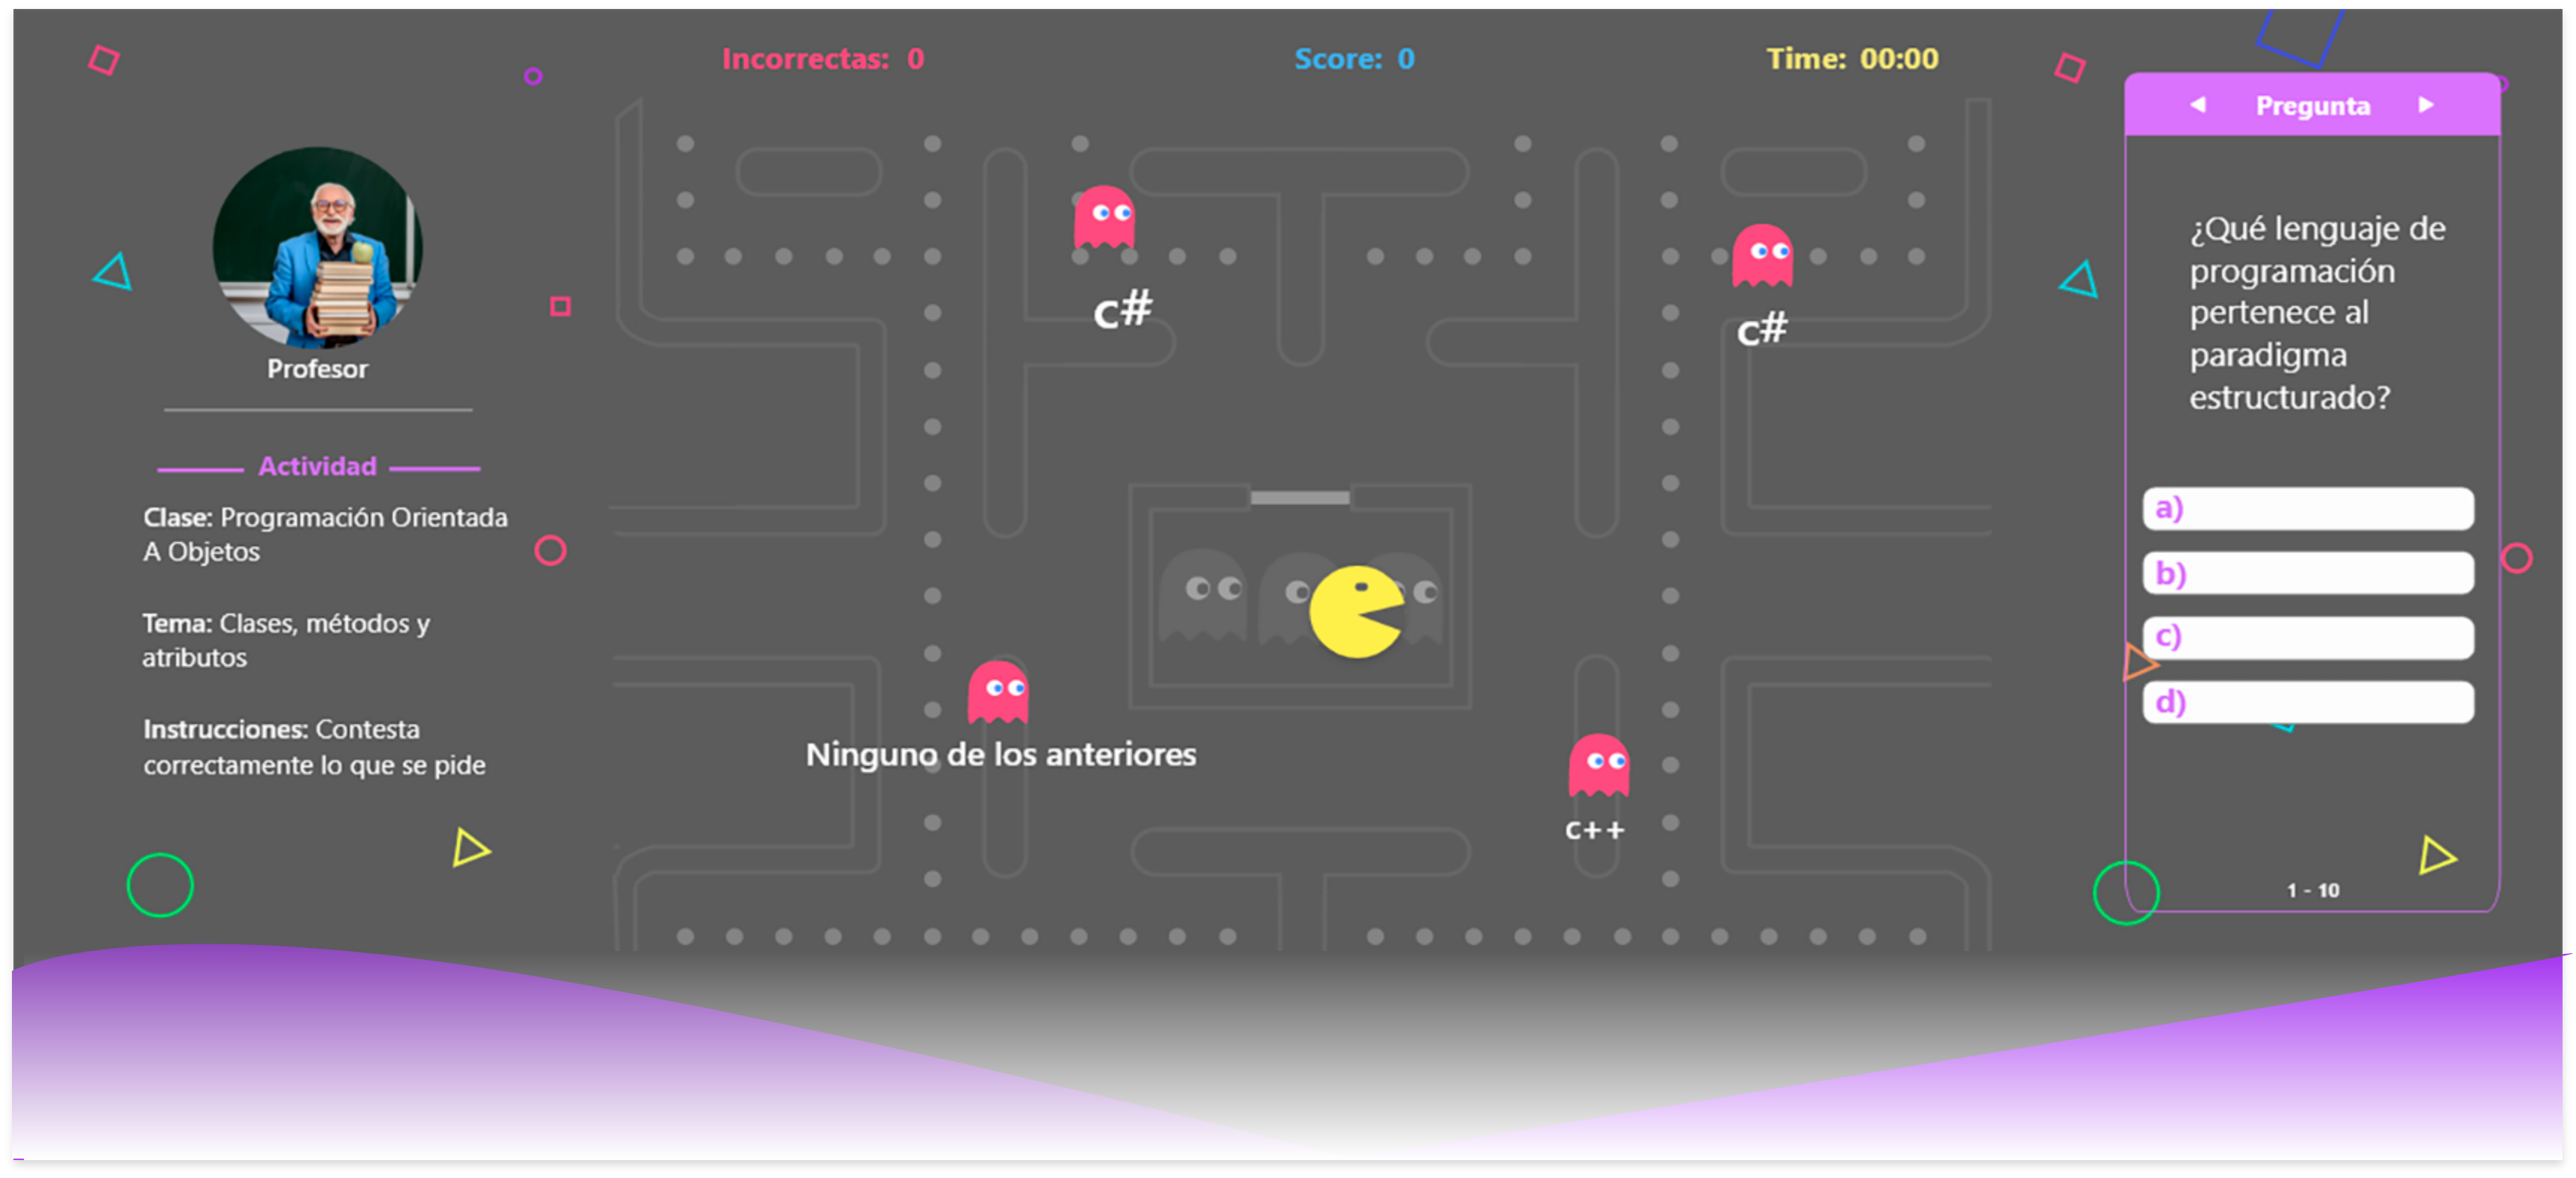 Incorrectas: 0
Score: 0
Time: 00:00
Profesor
Actividad
Clase: Programación Orientada
A Objetos
Tema: Clases, métodos y
atributos
Instrucciones: Contesta
correctamente lo que se pide
c#
c#
Ninguno de los anteriores
c++
Pregunta
¿Qué lenguaje de
programación
pertenece al
paradigma
estructurado?
a)
b)
c)
d)
1 - 10